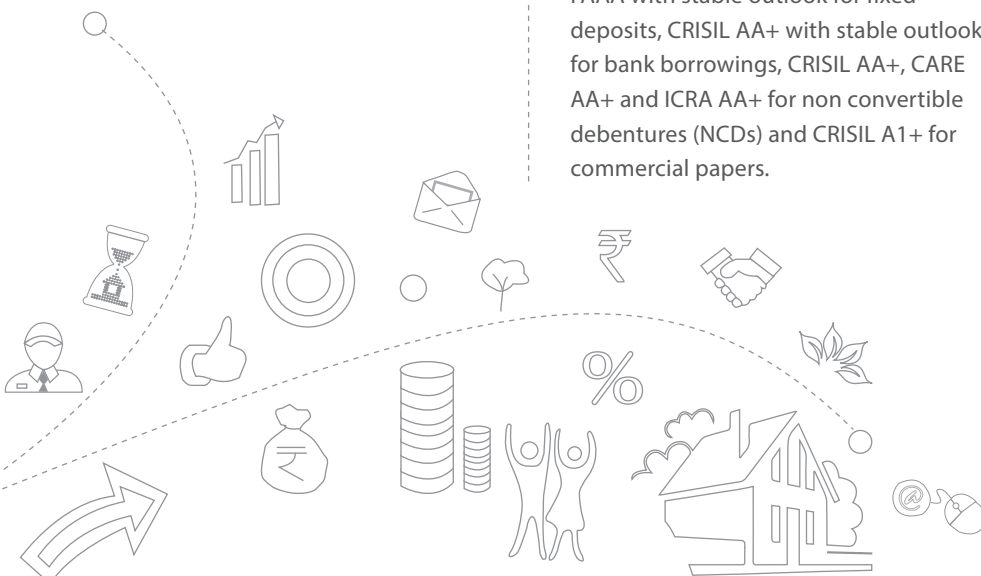 FAAA with stable outlook for fixed
deposits, CRISIL AA+ with stable outlook
for bank borrowings, CRISIL AA+, CARE
AA+ and ICRA AA+ for non convertible
debentures (NCDs) and CRISIL A1+ for
commercial papers.
₹
%
₹
@